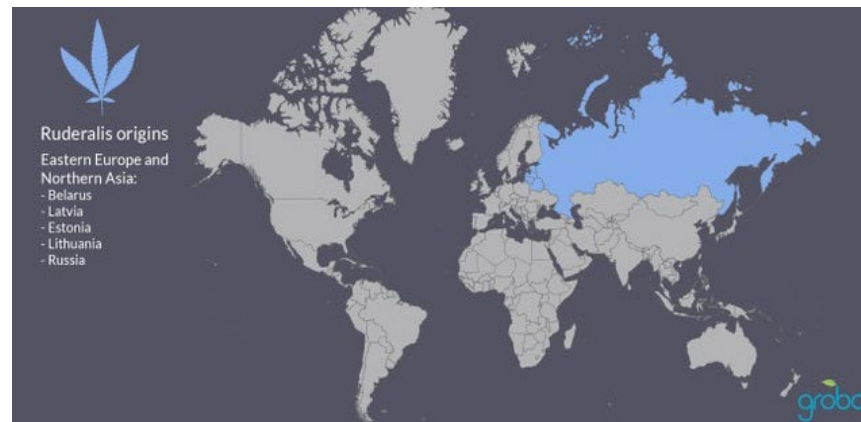 Ruderalis origins
Eastern Europe and
Northern Asia:
- Belarus
- Latvia
- Estonia
- Lithuania
- Russia
grobo